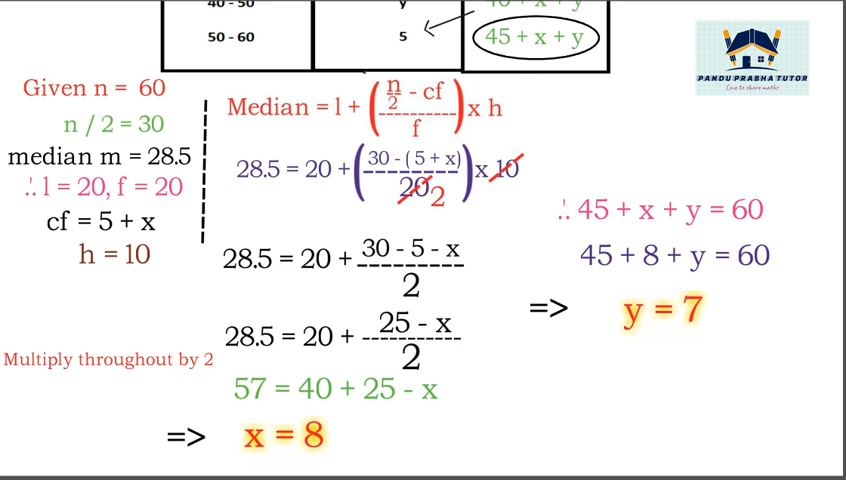 40 - 50 y 40 + x + y
50 - 60 5 45 + x + y
PANDU PRABHA TUTOR
Love to share maths
Given n = 60
n / 2 = 30
median m = 28.5
∴ l = 20, f = 20
cf = 5 + x
h = 10
Median = l + ( n/2 - cf / f ) x h
28.5 = 20 + ( 30 - ( 5 + x) / 20 2 ) x 10
28.5 = 20 + 30 - 5 - x / 2
28.5 = 20 + 25 - x / 2
Multiply throughout by 2
57 = 40 + 25 - x
=> x = 8
∴ 45 + x + y = 60
45 + 8 + y = 60
=> y = 7